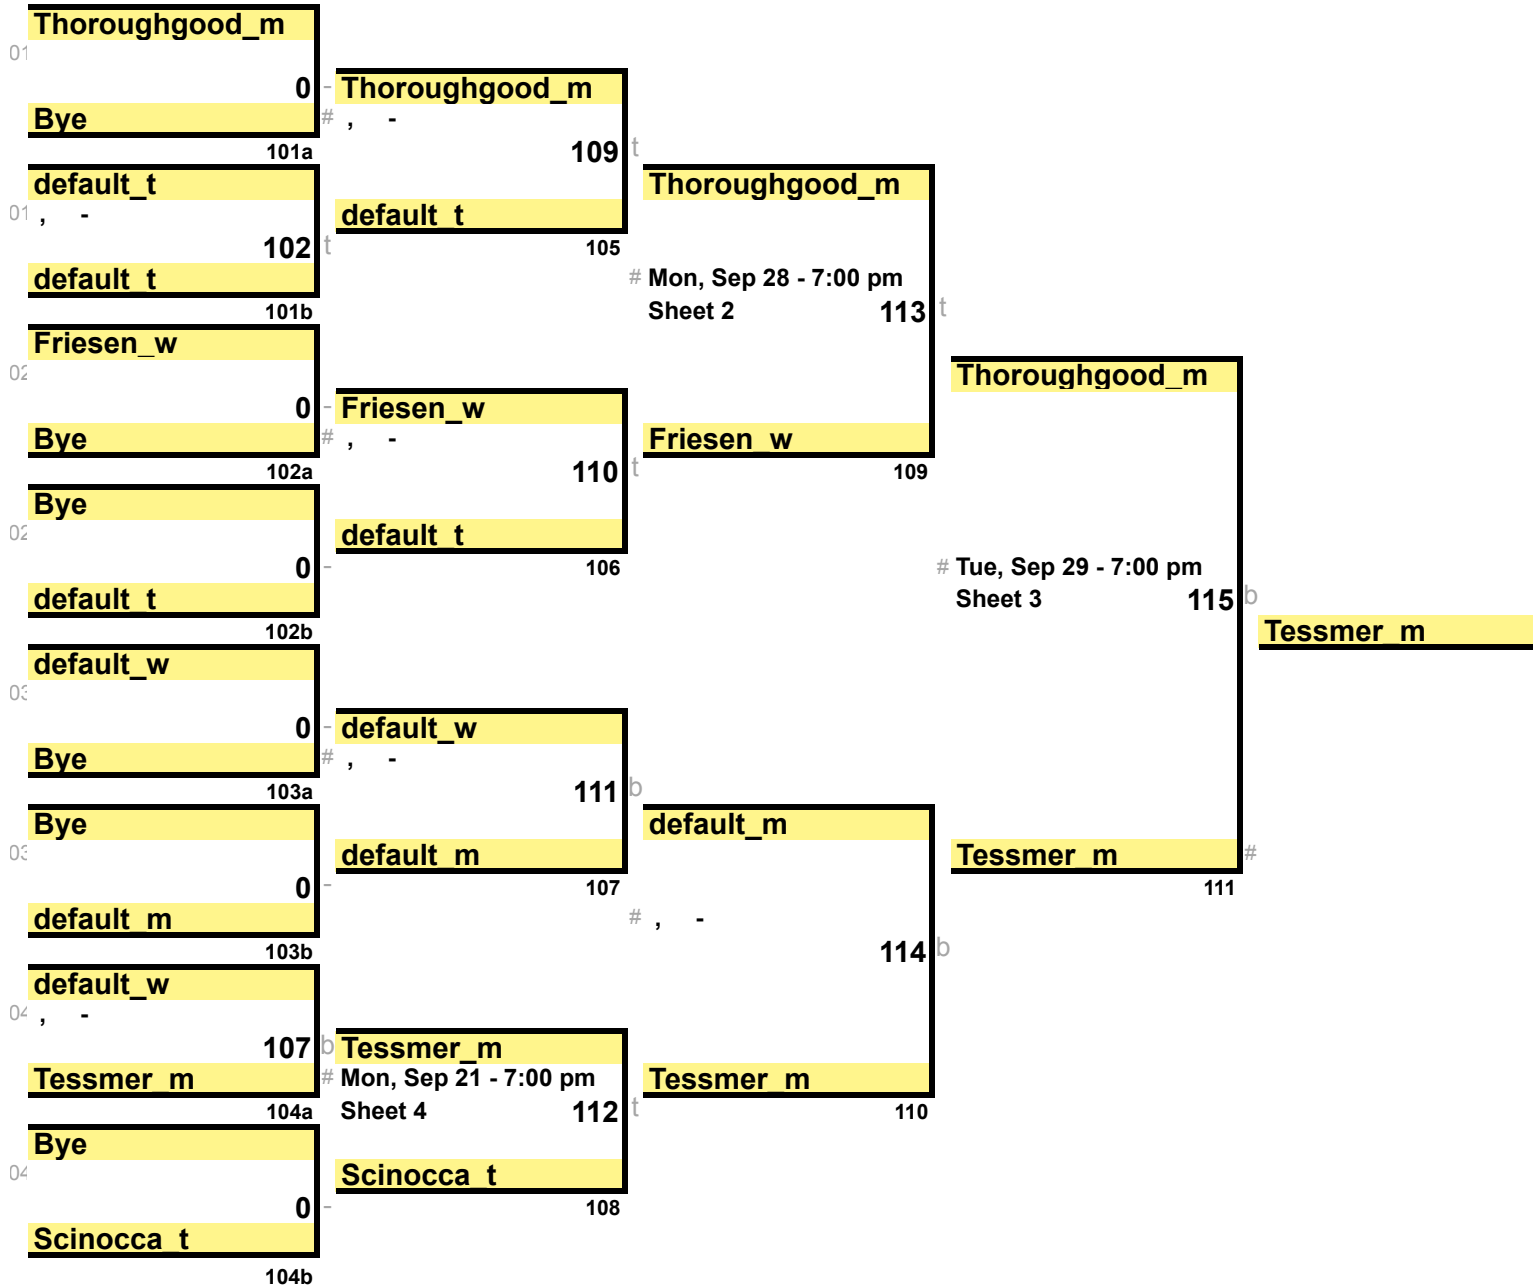 Thoroughgood_m
01
0 -
Bye
101a
default_t
01 , -
102 t
default_t
101b
Friesen_w
02
0 -
Bye
102a
Bye
02
0 -
default_t
102b
default_w
03
0 -
Bye
103a
Bye
03
0 -
default_m
103b
default_w
04 , -
107 b
Tessmer_m
104a
Bye
04
0 -
Scinocca_t
104b
Thoroughgood_m
# , -
109 t
default_t
105
Friesen_w
# , -
110 t
default_t
106
default_w
# , -
111 b
default_m
107
Tessmer_m
# Mon, Sep 21 - 7:00 pm
Sheet 4 112 t
Scinocca_t
108
Thoroughgood_m
# Mon, Sep 28 - 7:00 pm
Sheet 2 113 t
Friesen_w
109
default_m
# , -
114 b
Tessmer_m
110
Thoroughgood_m
# Tue, Sep 29 - 7:00 pm
Sheet 3 115 b
Tessmer_m #
111
Tessmer_m